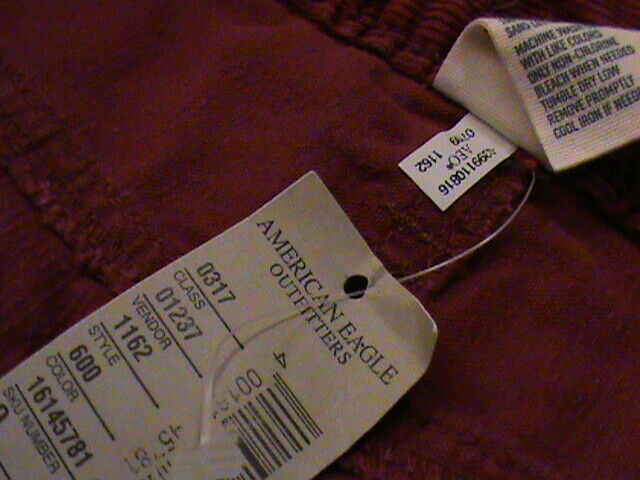 AMERICAN EAGLE
OUTFITTERS
0317
CLASS
01237
VENDOR
1162
STYLE
600
COLOR
16145781
SKU NUMBER
4
MACHINE
WITH LIKE COLORS
ONLY NON-CHLORINE
BLEACH WHEN NEEDED
TUMBLE DRY LOW
REMOVE PROMPTLY
COOL IRON IF NEEDED
AEO®
1162